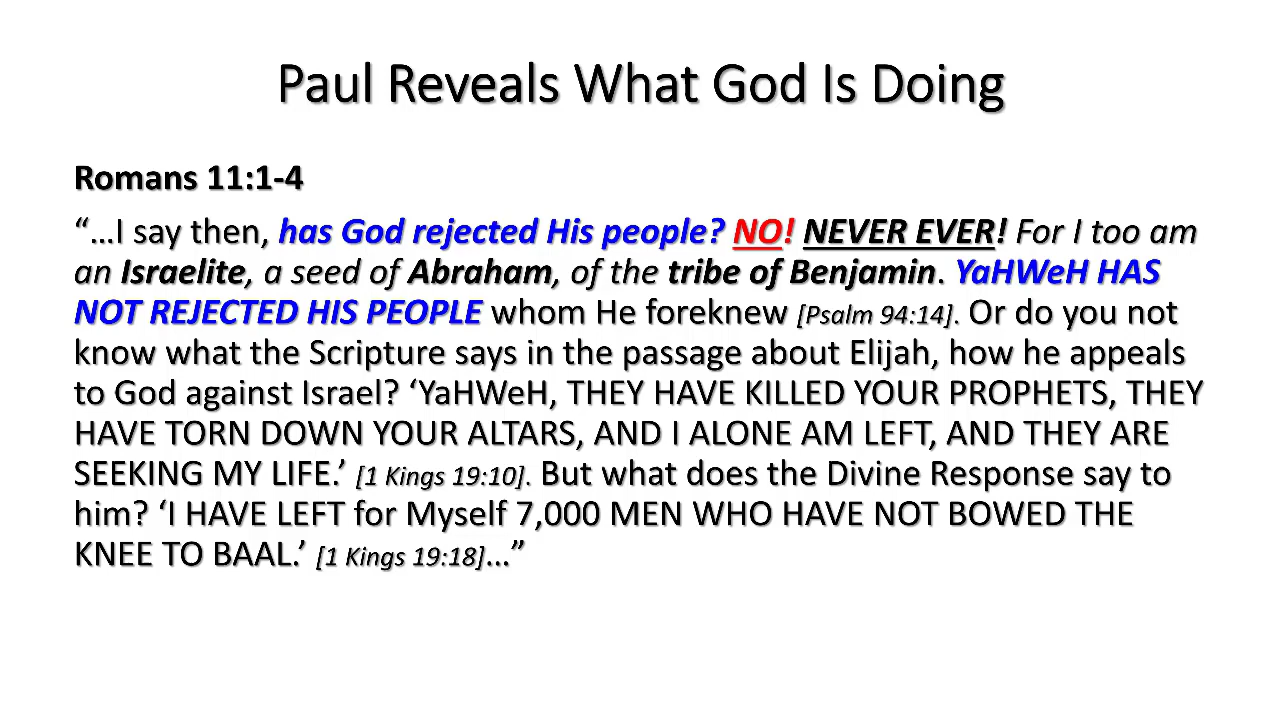 Paul Reveals What God Is Doing
Romans 11:1-4
“…I say then, has God rejected His people? NO! NEVER EVER! For I too am
an Israelite, a seed of Abraham, of the tribe of Benjamin. YaHWeH HAS
NOT REJECTED HIS PEOPLE whom He foreknew [Psalm 94:14]. Or do you not
know what the Scripture says in the passage about Elijah, how he appeals
to God against Israel? ‘YaHWeH, THEY HAVE KILLED YOUR PROPHETS, THEY
HAVE TORN DOWN YOUR ALTARS, AND I ALONE AM LEFT, AND THEY ARE
SEEKING MY LIFE.’ [1 Kings 19:10]. But what does the Divine Response say to
him? ‘I HAVE LEFT for Myself 7,000 MEN WHO HAVE NOT BOWED THE
KNEE TO BAAL.’ [1 Kings 19:18]…”